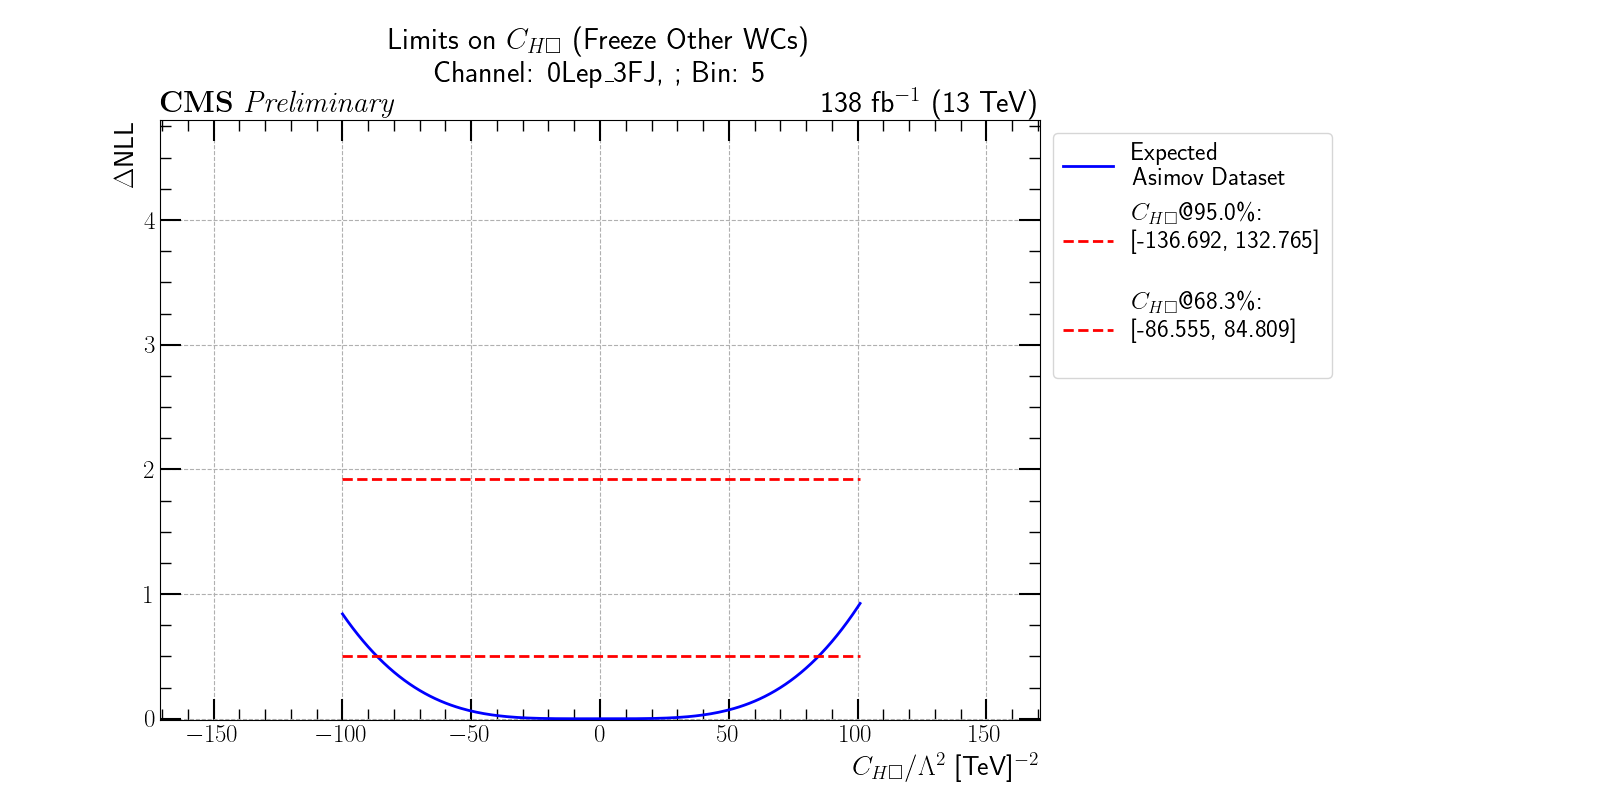 Limits on C_{H□} (Freeze Other WCs)
Channel: 0Lep_3FJ, ; Bin: 5
CMS Preliminary
138 fb⁻¹ (13 TeV)
ΔNLL
4
3
2
1
0
−150
−100
−50
0
50
100
150
C_{H□}/Λ² [TeV]⁻²
Expected
Asimov Dataset
C_{H□}@95.0%:
[-136.692, 132.765]
C_{H□}@68.3%:
[-86.555, 84.809]